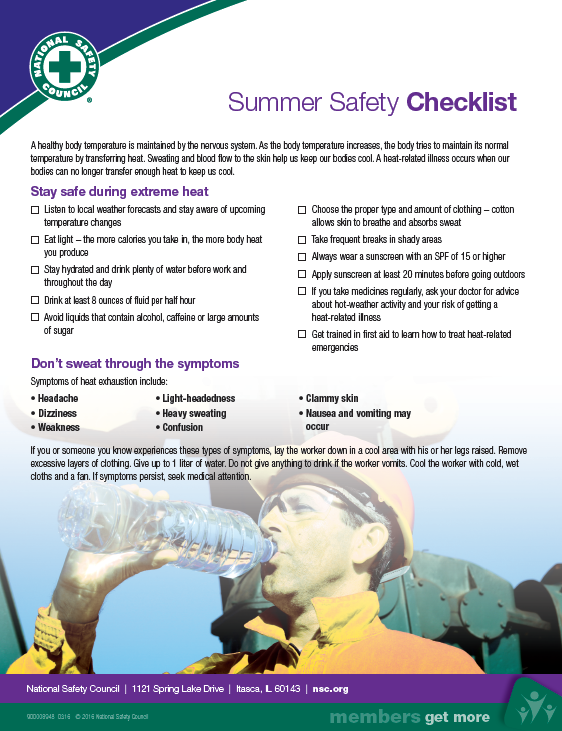 NATIONAL SAFETY COUNCIL
®
Summer Safety Checklist
A healthy body temperature is maintained by the nervous system. As the body temperature increases, the body tries to maintain its normal
temperature by transferring heat. Sweating and blood flow to the skin help us keep our bodies cool. A heat-related illness occurs when our
bodies can no longer transfer enough heat to keep us cool.
Stay safe during extreme heat
Listen to local weather forecasts and stay aware of upcoming
temperature changes
Eat light – the more calories you take in, the more body heat
you produce
Stay hydrated and drink plenty of water before work and
throughout the day
Drink at least 8 ounces of fluid per half hour
Avoid liquids that contain alcohol, caffeine or large amounts
of sugar
Choose the proper type and amount of clothing – cotton
allows skin to breathe and absorbs sweat
Take frequent breaks in shady areas
Always wear a sunscreen with an SPF of 15 or higher
Apply sunscreen at least 20 minutes before going outdoors
If you take medicines regularly, ask your doctor for advice
about hot-weather activity and your risk of getting a
heat-related illness
Get trained in first aid to learn how to treat heat-related
emergencies
Don't sweat through the symptoms
Symptoms of heat exhaustion include:
• Headache
• Dizziness
• Weakness
• Light-headedness
• Heavy sweating
• Confusion
• Clammy skin
• Nausea and vomiting may
occur
If you or someone you know experiences these types of symptoms, lay the worker down in a cool area with his or her legs raised. Remove
excessive layers of clothing. Give up to 1 liter of water. Do not give anything to drink if the worker vomits. Cool the worker with cold, wet
cloths and a fan. If symptoms persist, seek medical attention.
National Safety Council | 1121 Spring Lake Drive | Itasca, IL 60143 | nsc.org
0316 © 2016 National Safety Council
members get more